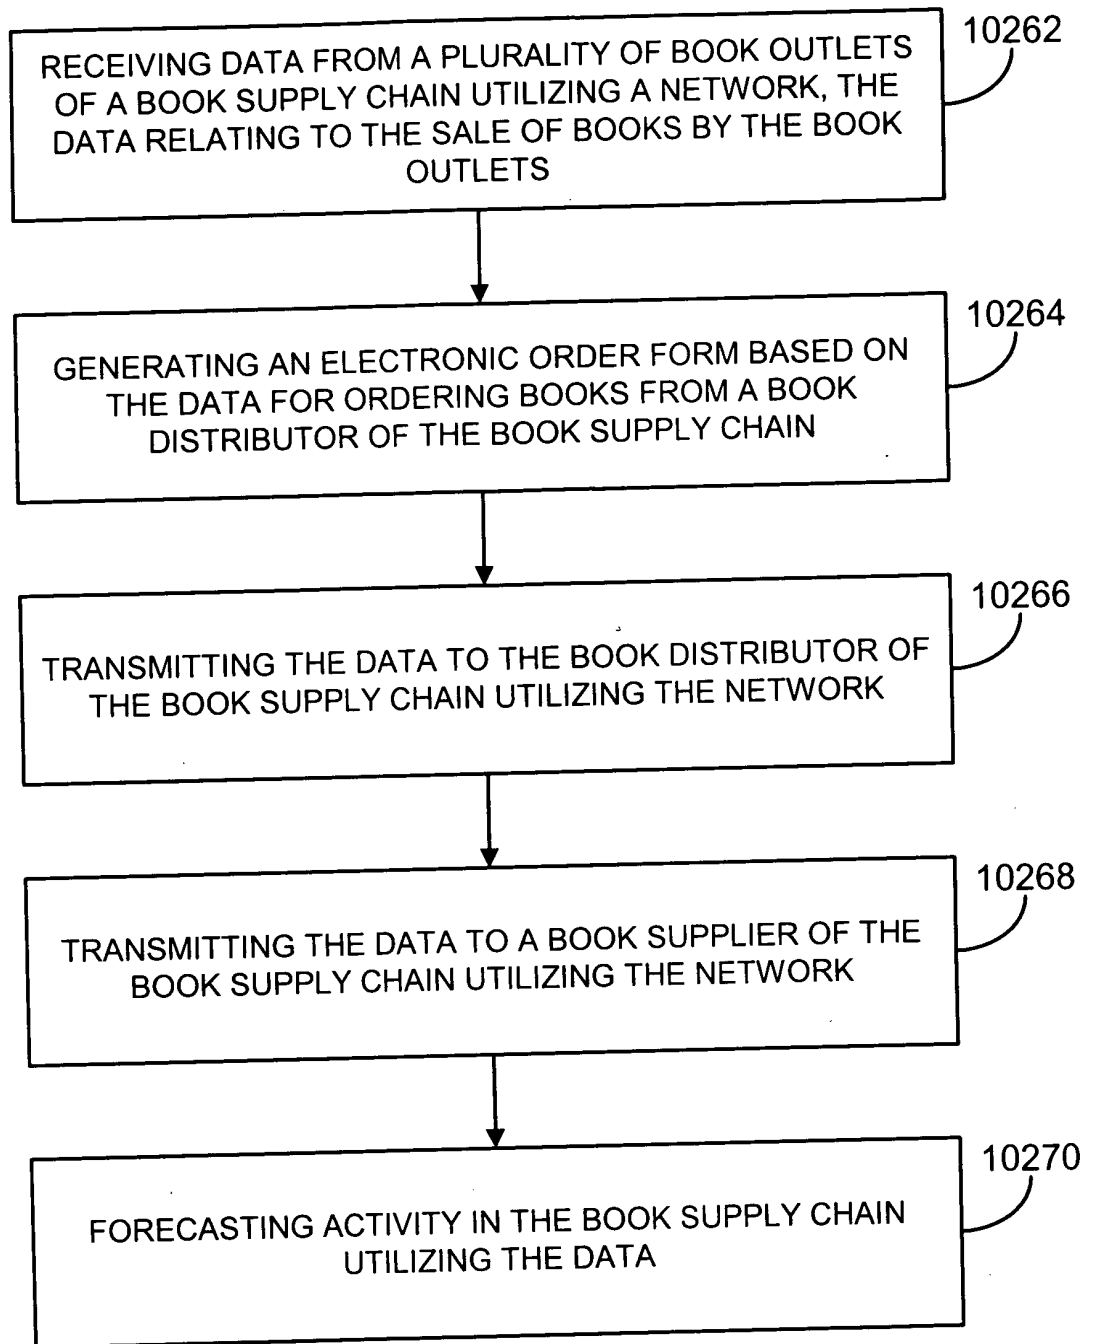 10262
RECEIVING DATA FROM A PLURALITY OF BOOK OUTLETS
OF A BOOK SUPPLY CHAIN UTILIZING A NETWORK, THE
DATA RELATING TO THE SALE OF BOOKS BY THE BOOK
OUTLETS
10264
GENERATING AN ELECTRONIC ORDER FORM BASED ON
THE DATA FOR ORDERING BOOKS FROM A BOOK
DISTRIBUTOR OF THE BOOK SUPPLY CHAIN
10266
TRANSMITTING THE DATA TO THE BOOK DISTRIBUTOR OF
THE BOOK SUPPLY CHAIN UTILIZING THE NETWORK
10268
TRANSMITTING THE DATA TO A BOOK SUPPLIER OF THE
BOOK SUPPLY CHAIN UTILIZING THE NETWORK
10270
FORECASTING ACTIVITY IN THE BOOK SUPPLY CHAIN
UTILIZING THE DATA